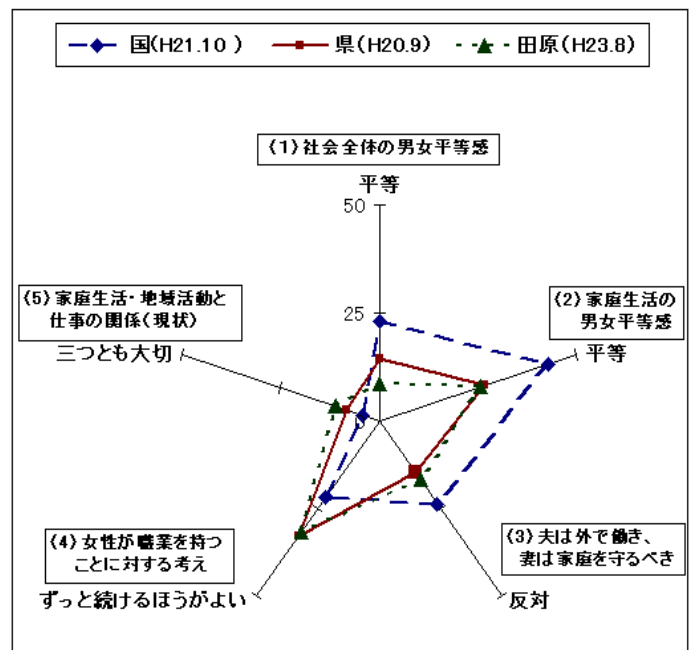 国(H21.10 ) 県(H20.9) 田原(H23.8)
(1)社会全体の男女平等感
平等
50
25
0
(2)家庭生活の
男女平等感
平等
(5)家庭生活・地域活動と
仕事の関係(現状)
三つとも大切
(3)夫は外で働き、
妻は家庭を守るべき
反対
(4)女性が職業を持つ
ことに対する考え
ずっと続けるほうがよい